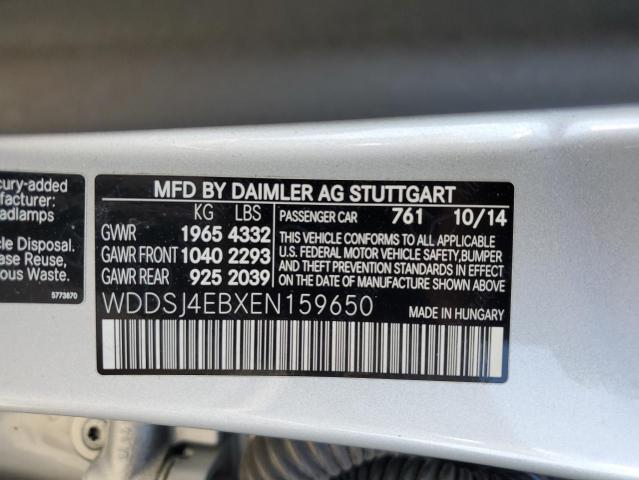 cury-added
facturer:
adlamps
cle Disposal.
ase Reuse,
ous Waste.
5773870
MFD BY DAIMLER AG STUTTGART
KG LBS PASSENGER CAR 761 10/14
GVWR 1965 4332
GAWR FRONT 1040 2293
GAWR REAR 925 2039
THIS VEHICLE CONFORMS TO ALL APPLICABLE
U.S. FEDERAL MOTOR VEHICLE SAFETY,BUMPER
AND THEFT PREVENTION STANDARDS IN EFFECT
ON THE DATE OF MANUFACTURE SHOWN ABOVE.
WDDSJ4EBXEN159650 MADE IN HUNGARY